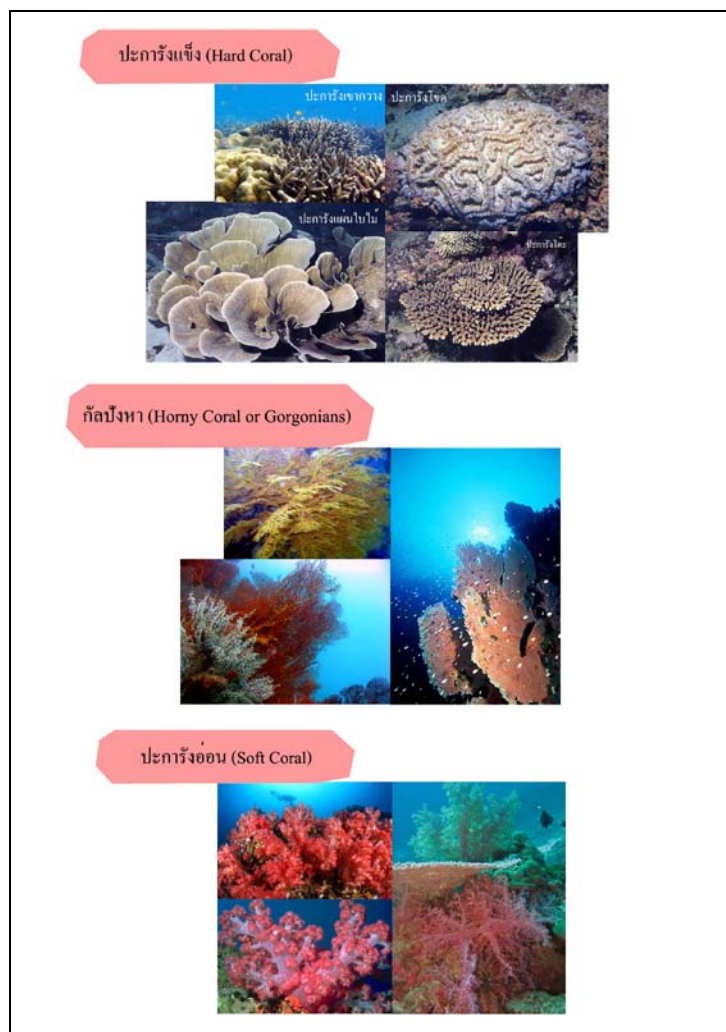 ปะการังแข็ง (Hard Coral)
ปะการังเขากวาง
ปะการังโขด
ปะการังแผ่นใบไม้
ปะการังโต๊ะ
กัลปังหา (Horny Coral or Gorgonians)
ปะการังอ่อน (Soft Coral)